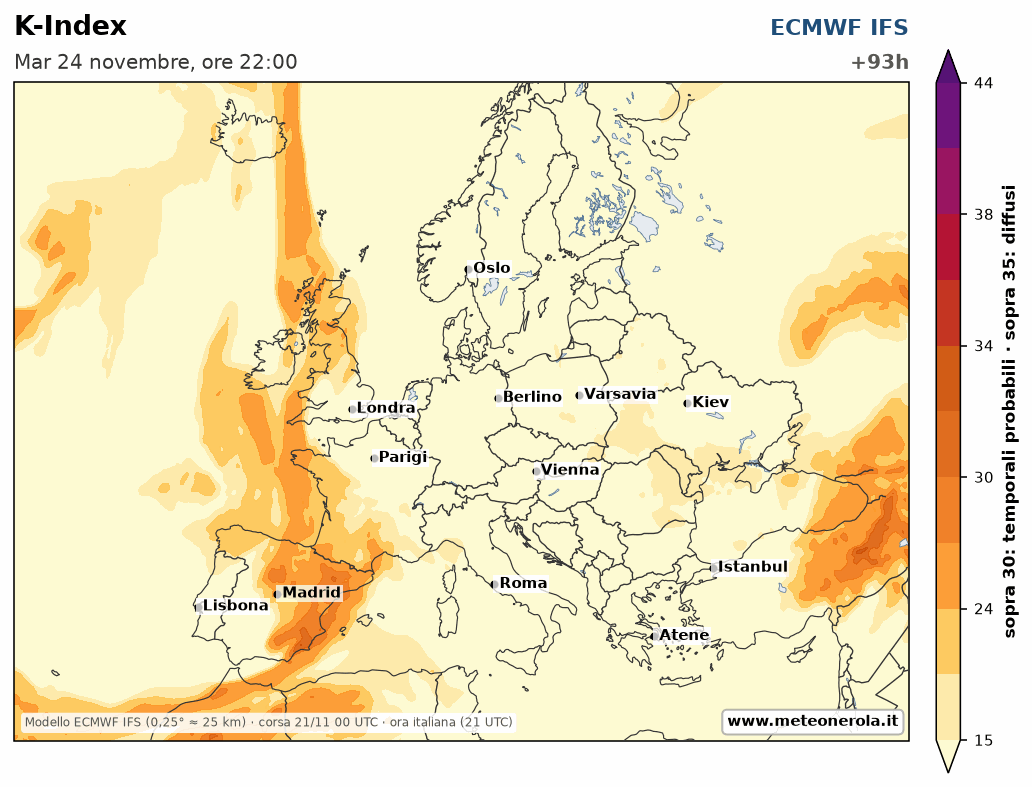 K-Index
ECMWF IFS
Mar 24 novembre, ore 22:00
+93h
Oslo
Berlino
Varsavia
Kiev
Londra
Parigi
Vienna
Istanbul
Roma
Madrid
Lisbona
Atene
Modello ECMWF IFS (0,25° ≈ 25 km) · corsa 21/11 00 UTC · ora italiana (21 UTC)
www.meteonerola.it
44
38
34
30
24
15
sopra 30: temporali probabili · sopra 35: diffusi